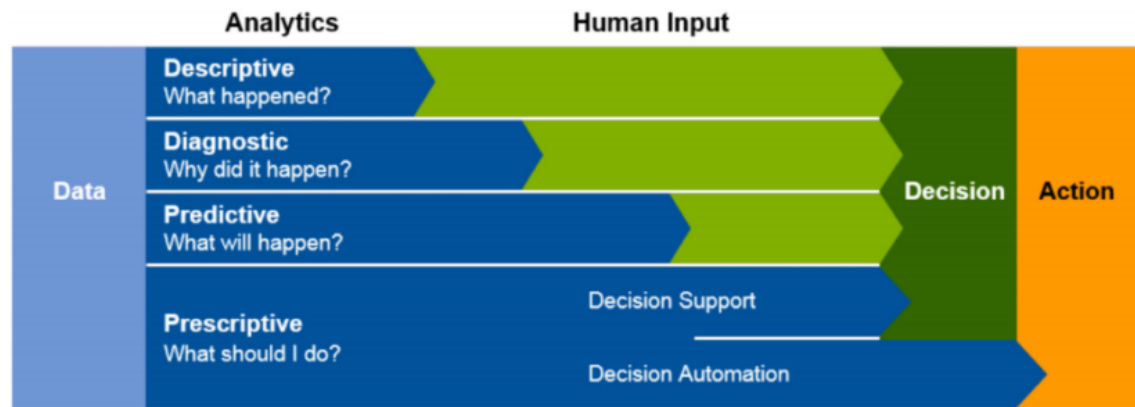 Analytics
Human Input
Descriptive
What happened?
Diagnostic
Why did it happen?
Data
Decision
Action
Predictive
What will happen?
Decision Support
Prescriptive
What should I do?
Decision Automation